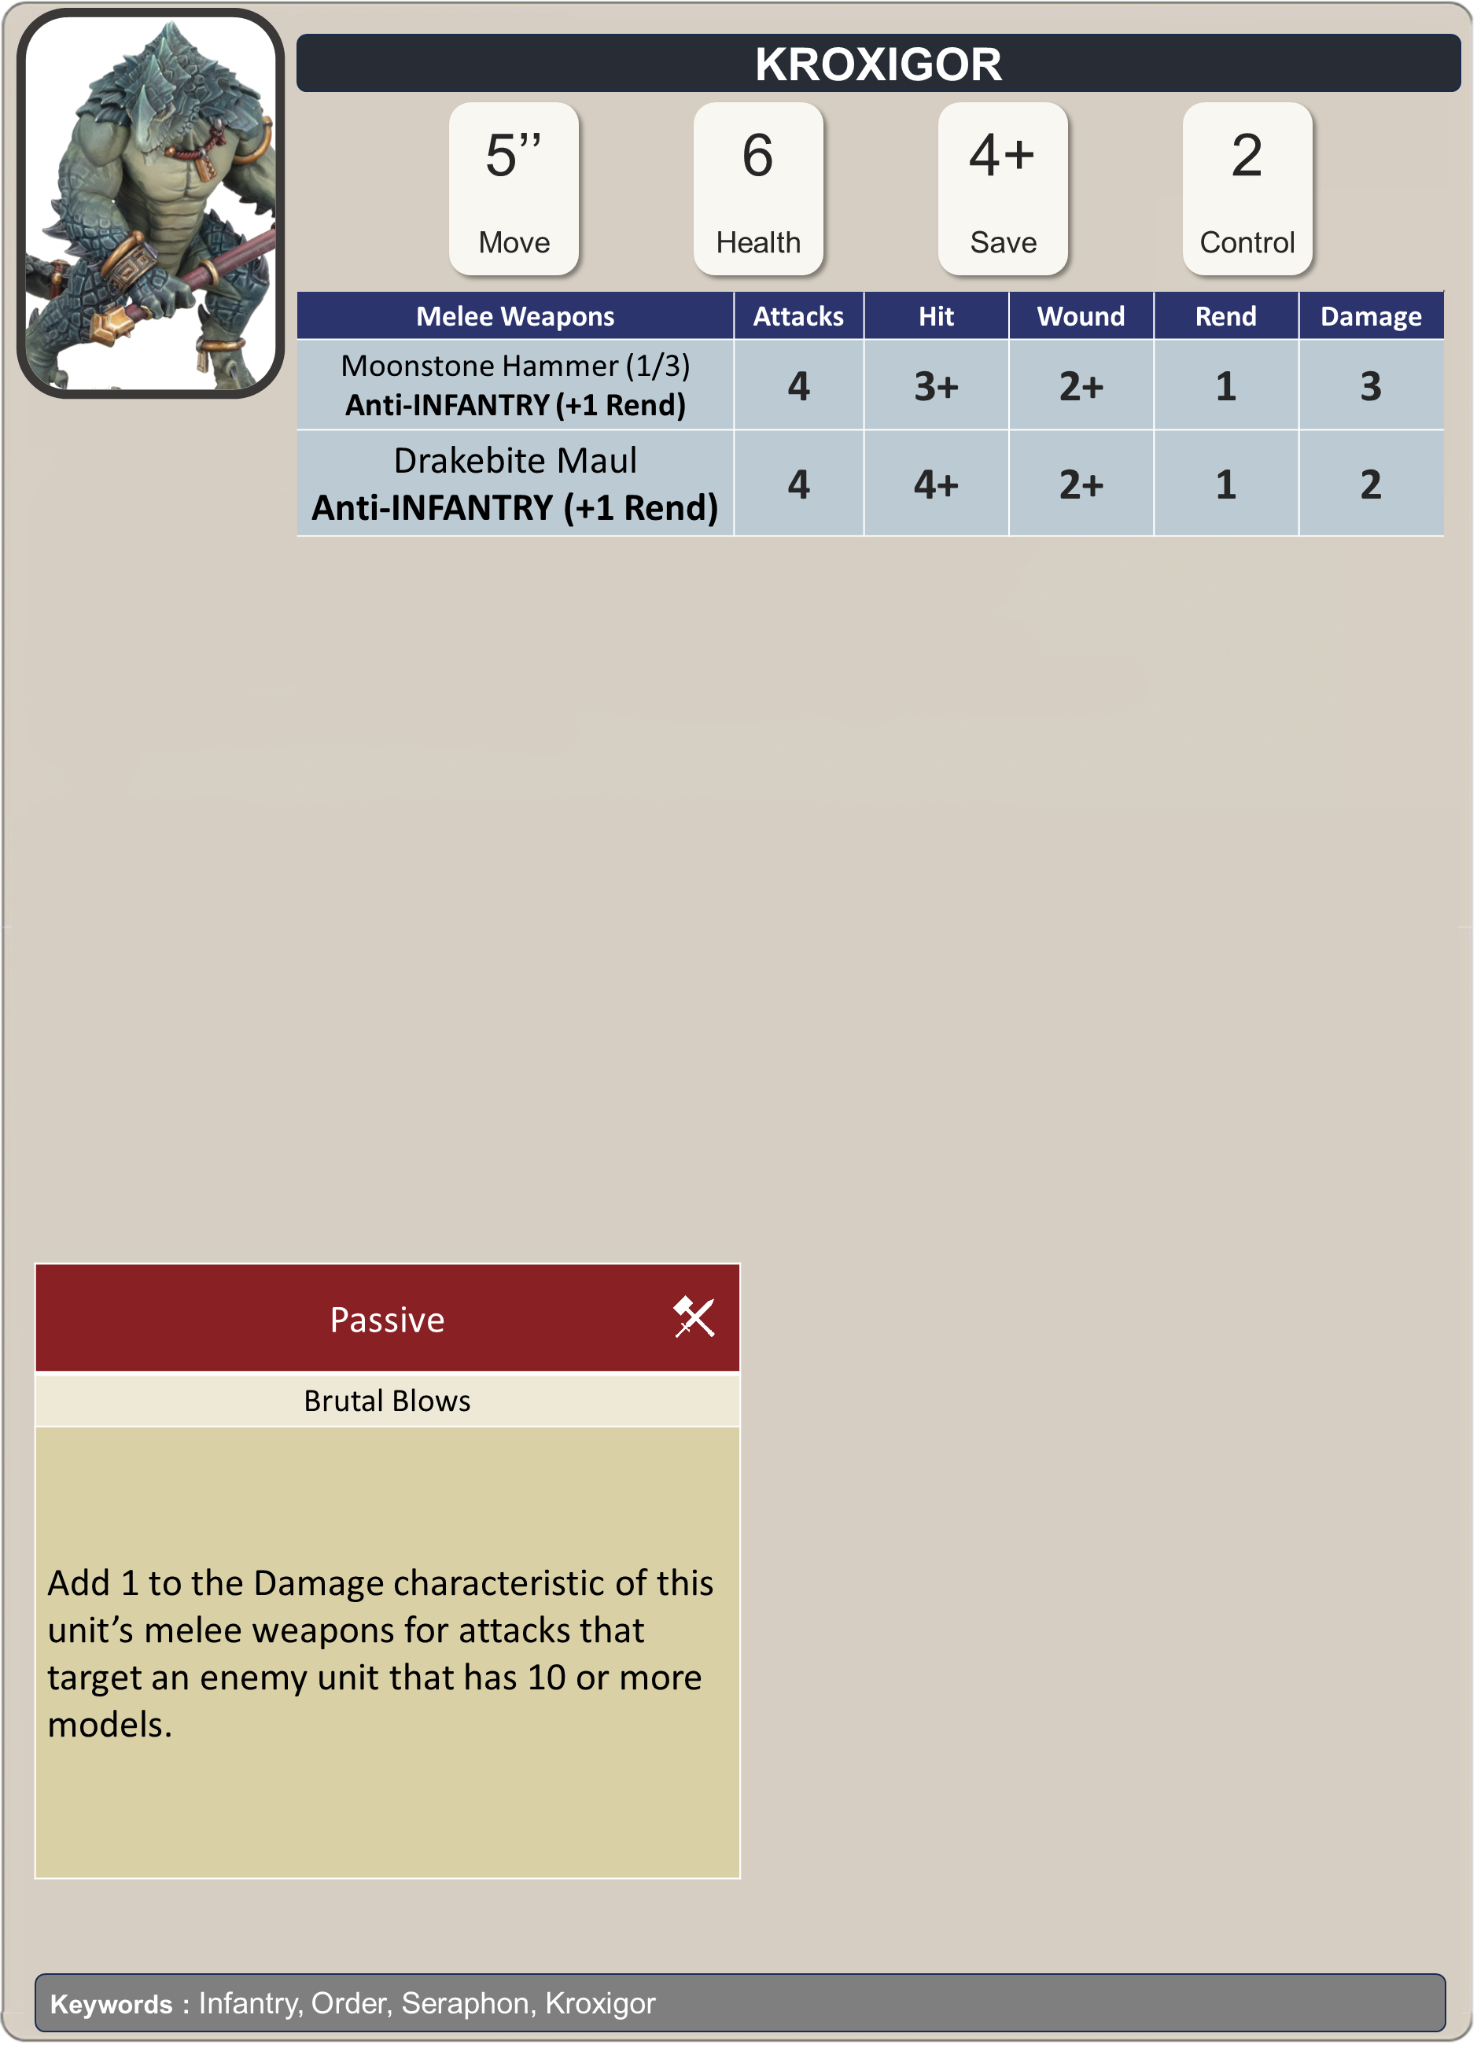 KROXIGOR
5’’
Move
6
Health
4+
Save
2
Control
Melee Weapons Attacks Hit Wound Rend Damage
Moonstone Hammer (1/3)
Anti-INFANTRY (+1 Rend)
4 3+ 2+ 1 3
Drakebite Maul
Anti-INFANTRY (+1 Rend)
4 4+ 2+ 1 2
Passive
Brutal Blows
Add 1 to the Damage characteristic of this
unit’s melee weapons for attacks that
target an enemy unit that has 10 or more
models.
Keywords : Infantry, Order, Seraphon, Kroxigor